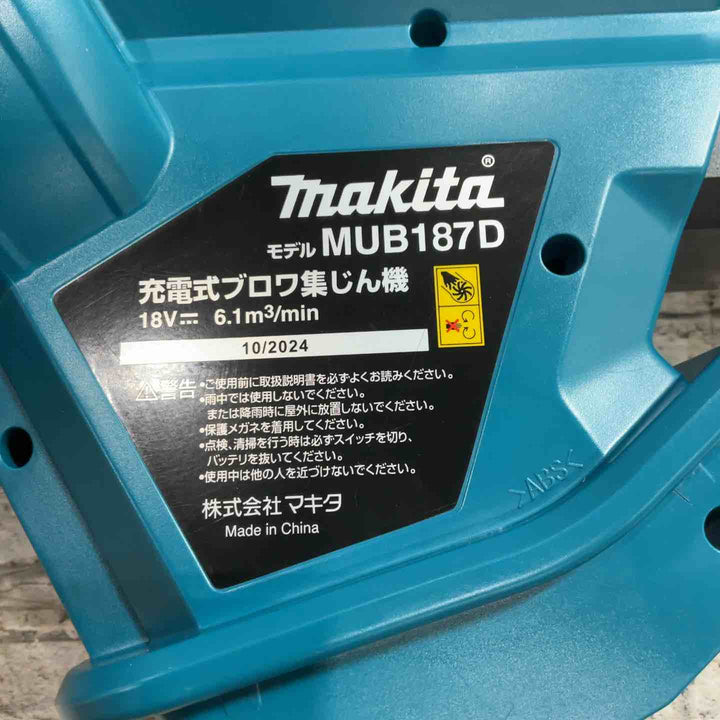 makita®
モデル MUB187D
充電式ブロワ集じん機
18V⎓ 6.1m³/min
10/2024
⚠警告 •ご使用前に取扱説明書を必ずよくお読みください。
•雨中では使用しないでください。
または降雨時に屋外に放置しないでください。
•保護メガネを着用してください。
•点検、清掃を行う時は必ずスイッチを切り、
バッテリを抜いてください。
•使用中は他の人を近づけないでください。
株式会社マキタ
Made in China
>ABS<